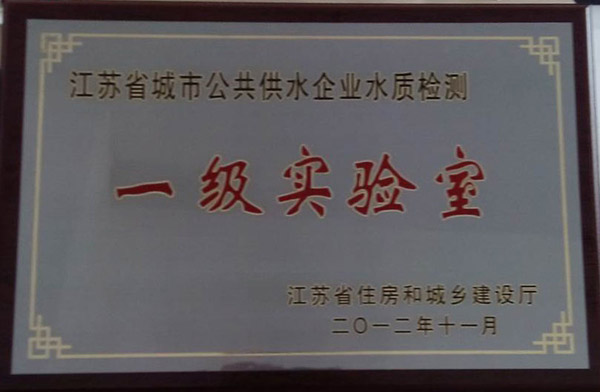 江苏省城市公共供水企业水质检测
一级实验室
江苏省住房和城乡建设厅
二〇一二年十一月